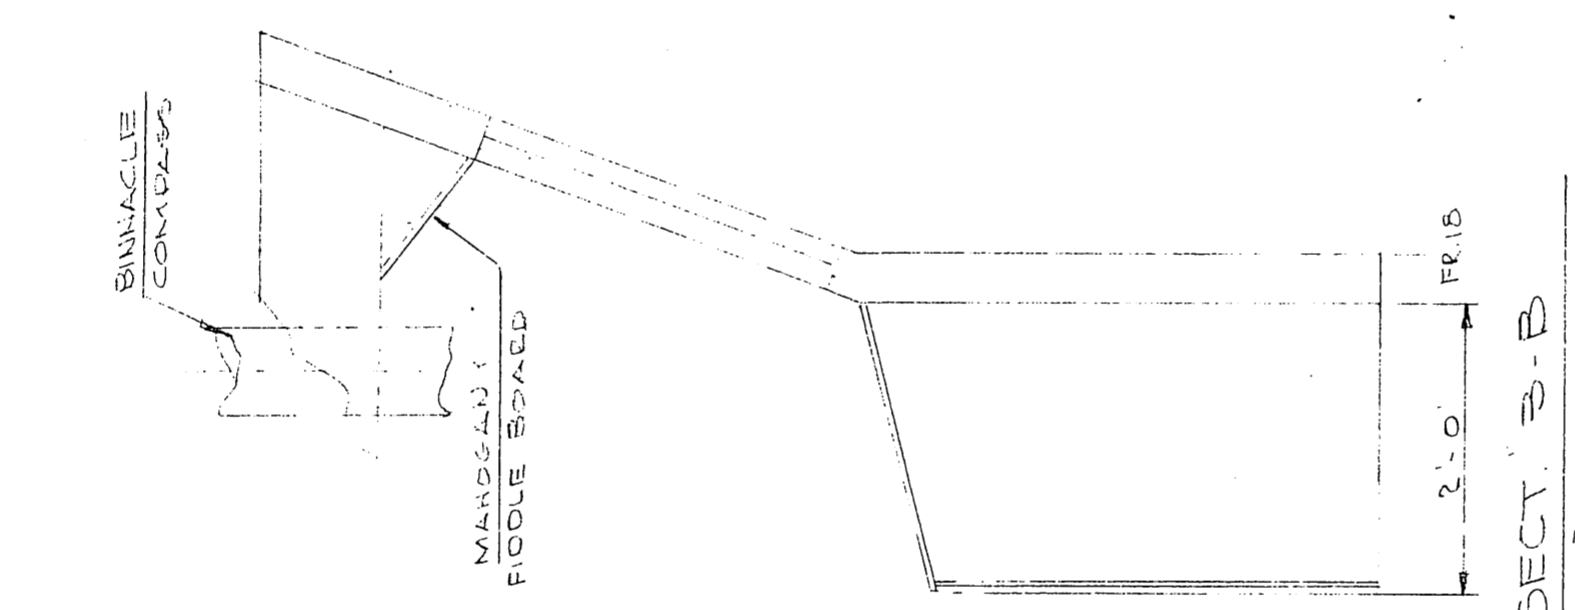 BINNACLE
COMPASS
MAHOGANY
FIDDLE BOARD
FR.18
2'-0"
SECT. B-B